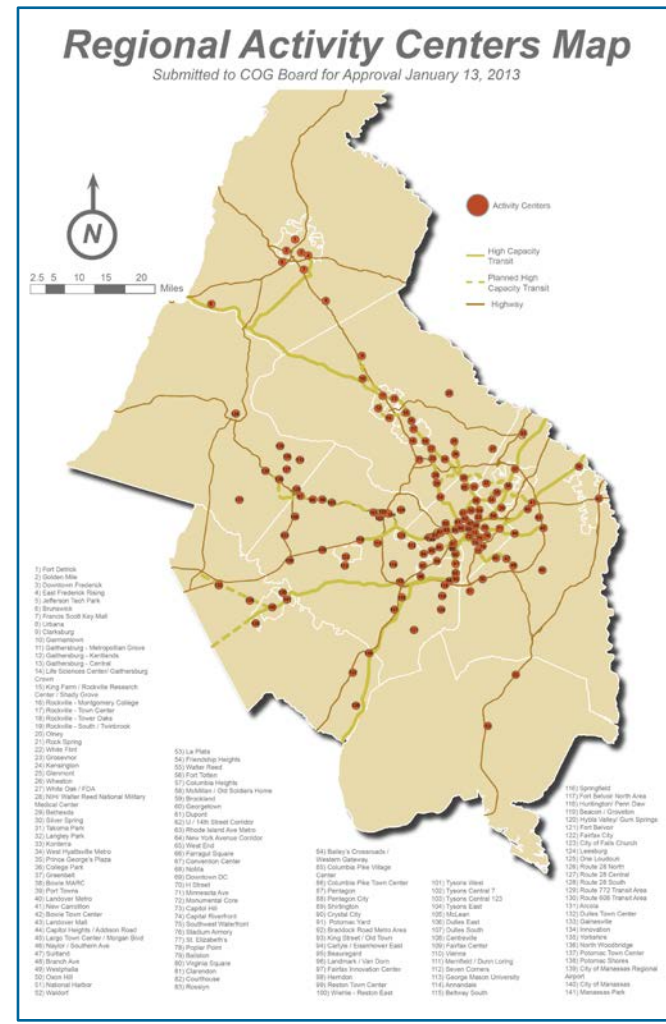 Regional Activity Centers Map
Submitted to COG Board for Approval January 13, 2013
N
2.5 5 10 15 20
Miles
Activity Centers
High Capacity
Transit
Planned High
Capacity Transit
Highway
1) Fort Detrick
2) Golden Mile
3) Downtown Frederick
4) East Frederick Rising
5) Jefferson Tech Park
6) Brunswick
7) Francis Scott Key Mall
8) Urbana
9) Clarksburg
10) Germantown
11) Gaithersburg - Metropolitan Grove
12) Gaithersburg - Kentlands
13) Gaithersburg - Central
14) Life Sciences Center/ Gaithersburg
Crown
15) King Farm / Rockville Research
Center / Shady Grove
16) Rockville - Montgomery College
17) Rockville - Town Center
18) Rockville - Tower Oaks
19) Rockville - South / Twinbrook
20) Olney
21) Rock Spring
22) White Flint
23) Grosvenor
24) Kensington
25) Glenmont
26) Wheaton
27) White Oak / FDA
28) NIH/ Walter Reed National Military
Medical Center
29) Bethesda
30) Silver Spring
31) Takoma Park
32) Langley Park
33) Konterra
34) West Hyattsville Metro
35) Prince George's Plaza
36) College Park
37) Greenbelt
38) Bowie MARC
39) Port Towns
40) Landover Metro
41) New Carrollton
42) Bowie Town Center
43) Landover Mall
44) Capitol Heights / Addison Road
45) Largo Town Center / Morgan Blvd
46) Naylor / Southern Ave
47) Suitland
48) Branch Ave
49) Westphalia
50) Oxon Hill
51) National Harbor
52) Waldorf
53) La Plata
54) Friendship Heights
55) Walter Reed
56) Fort Totten
57) Columbia Heights
58) McMillan / Old Soldiers Home
59) Brookland
60) Georgetown
61) Dupont
62) U / 14th Street Corridor
63) Rhode Island Ave Metro
64) New York Avenue Corridor
65) West End
66) Farragut Square
67) Convention Center
68) NoMa
69) Downtown DC
70) H Street
71) Minnesota Ave
72) Monumental Core
73) Capitol Hill
74) Capital Riverfront
75) Southwest Waterfront
76) Stadium Armory
77) St. Elizabeth's
78) Poplar Point
79) Ballston
80) Virginia Square
81) Clarendon
82) Courthouse
83) Rosslyn
84) Bailey's Crossroads /
Western Gateway
85) Columbia Pike Village
Center
86) Columbia Pike Town Center
87) Pentagon
88) Pentagon City
89) Shirlington
90) Crystal City
91) Potomac Yard
92) Braddock Road Metro Area
93) King Street / Old Town
94) Carlyle / Eisenhower East
95) Beauregard
96) Landmark / Van Dorn
97) Fairfax Innovation Center
98) Herndon
99) Reston Town Center
100) Wiehle - Reston East
101) Tysons West
102) Tysons Central 7
103) Tysons Central 123
104) Tysons East
105) McLean
106) Dulles East
107) Dulles South
108) Centreville
109) Fairfax Center
110) Vienna
111) Merrifield / Dunn Loring
112) Seven Corners
113) George Mason University
114) Annandale
115) Beltway South
116) Springfield
117) Fort Belvoir North Area
118) Huntington/ Penn Daw
119) Beacon / Groveton
120) Hybla Valley/ Gum Springs
121) Fort Belvoir
122) Fairfax City
123) City of Falls Church
124) Leesburg
125) One Loudoun
126) Route 28 North
127) Route 28 Central
128) Route 28 South
129) Route 772 Transit Area
130) Route 606 Transit Area
131) Arcola
132) Dulles Town Center
133) Gainesville
134) Innovation
135) Yorkshire
136) North Woodbridge
137) Potomac Town Center
138) Potomac Shores
139) City of Manassas Regional
Airport
140) City of Manassas
141) Manassas Park